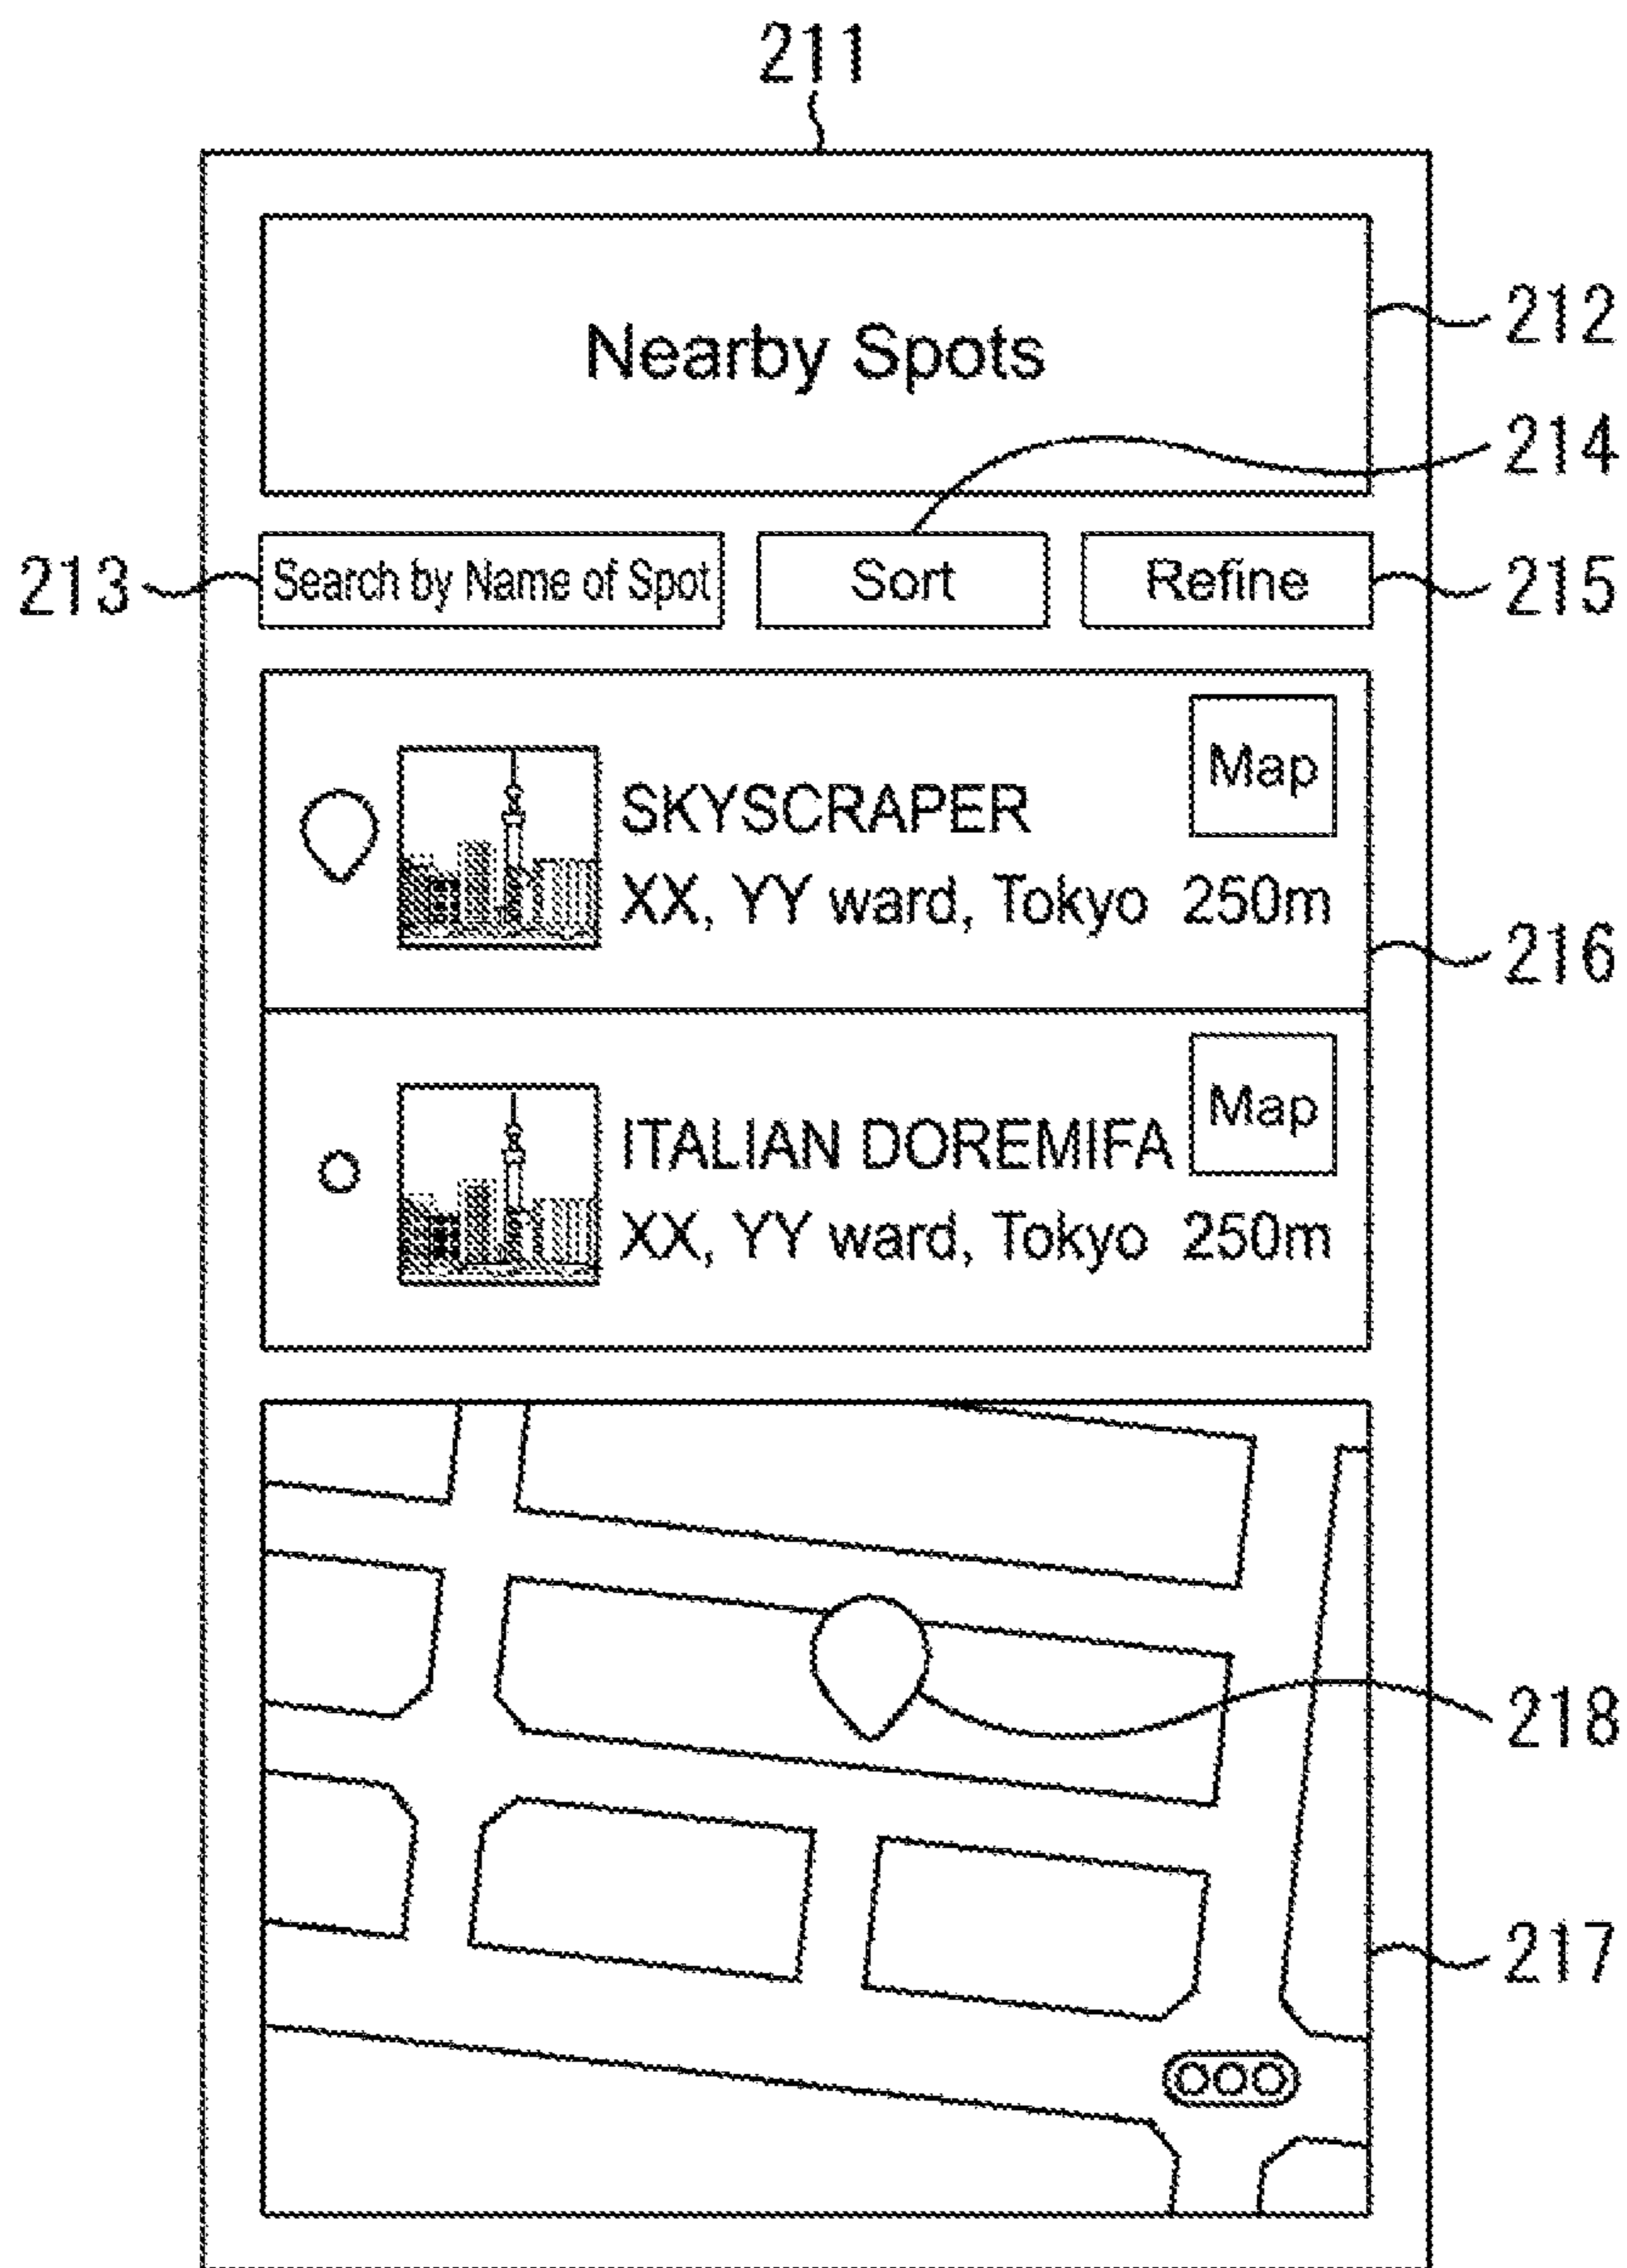 211
Nearby Spots
212
214
213
Search by Name of Spot
Sort
Refine
215
Map
SKYSCRAPER
XX, YY ward, Tokyo 250m
216
Map
ITALIAN DOREMIFA
XX, YY ward, Tokyo 250m
218
217